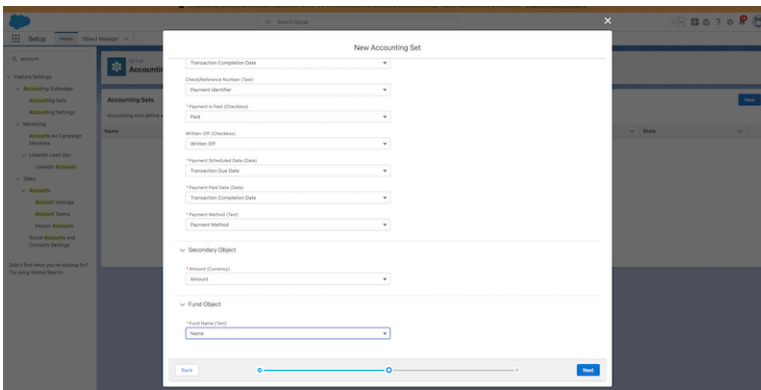 Search Setup
Setup
Home
Object Manager
account
Feature Settings
Accounting Subledger
Accounting Sets
Accounting Settings
Marketing
Accounts As Campaign
Members
LinkedIn Lead Gen
LinkedIn Accounts
Sales
Accounts
Account Settings
Account Teams
Person Accounts
Social Accounts and
Contacts Settings
Didn't find what you're looking for?
Try using Global Search.
SETUP
Accountin
Accounting Sets
Accounting sets define
Name
New
State
New Accounting Set
Transaction Completion Date
Check/Reference Number (Text)
Payment Identifier
*Payment Is Paid (Checkbox)
Paid
Written-Off (Checkbox)
Written Off
*Payment Scheduled Date (Date)
Transaction Due Date
*Payment Paid Date (Date)
Transaction Completion Date
*Payment Method (Text)
Payment Method
Secondary Object
*Amount (Currency)
Amount
Fund Object
*Fund Name (Text)
Name
Back
Next